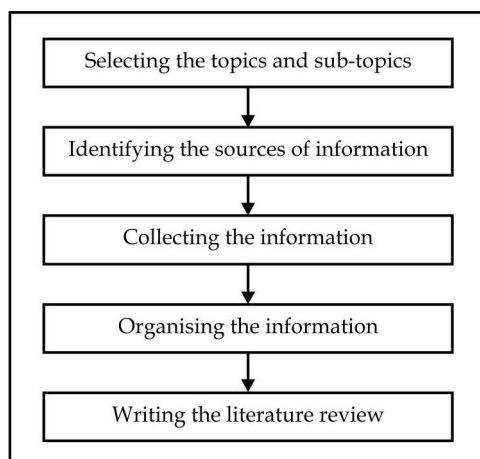 Selecting the topics and sub-topics
Identifying the sources of information
Collecting the information
Organising the information
Writing the literature review